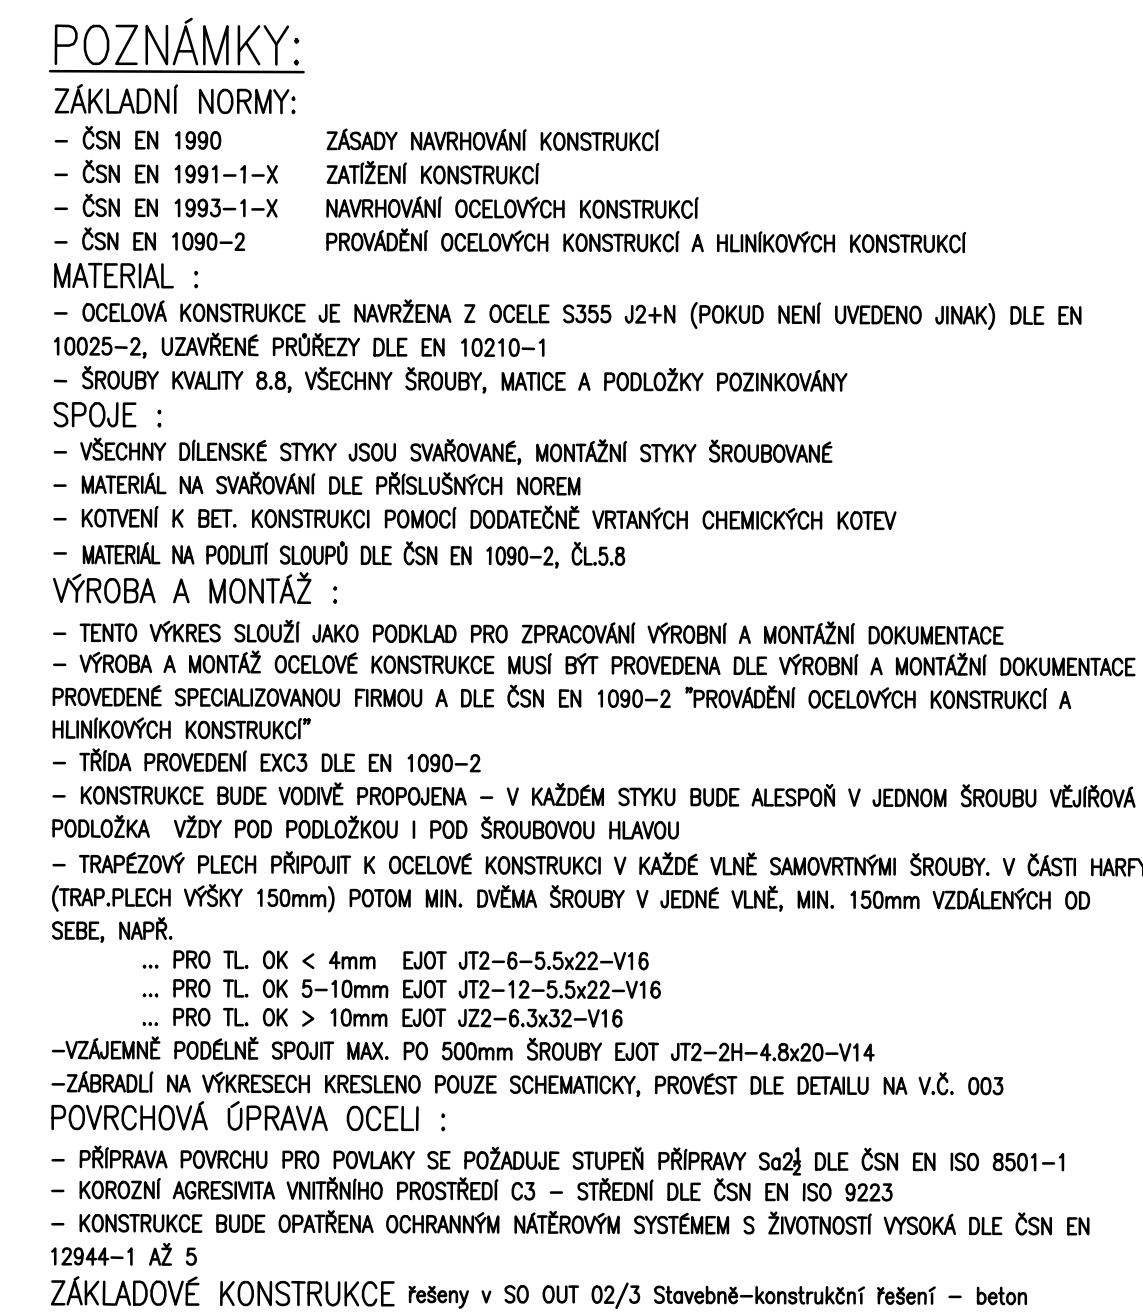 POZNÁMKY:
ZÁKLADNÍ NORMY:
– ČSN EN 1990 ZÁSADY NAVRHOVÁNÍ KONSTRUKCÍ
– ČSN EN 1991–1–X ZATÍŽENÍ KONSTRUKCÍ
– ČSN EN 1993–1–X NAVRHOVÁNÍ OCELOVÝCH KONSTRUKCÍ
– ČSN EN 1090–2 PROVÁDĚNÍ OCELOVÝCH KONSTRUKCÍ A HLINÍKOVÝCH KONSTRUKCÍ
MATERIAL :
– OCELOVÁ KONSTRUKCE JE NAVRŽENA Z OCELE S355 J2+N (POKUD NENÍ UVEDENO JINAK) DLE EN
10025–2, UZAVŘENÉ PRŮŘEZY DLE EN 10210–1
– ŠROUBY KVALITY 8.8, VŠECHNY ŠROUBY, MATICE A PODLOŽKY POZINKOVÁNY
SPOJE :
– VŠECHNY DÍLENSKÉ STYKY JSOU SVAŘOVANÉ, MONTÁŽNÍ STYKY ŠROUBOVANÉ
– MATERIÁL NA SVAŘOVÁNÍ DLE PŘÍSLUŠNÝCH NOREM
– KOTVENÍ K BET. KONSTRUKCI POMOCÍ DODATEČNĚ VRTANÝCH CHEMICKÝCH KOTEV
– MATERIÁL NA PODLITÍ SLOUPŮ DLE ČSN EN 1090–2, ČL.5.8
VÝROBA A MONTÁŽ :
– TENTO VÝKRES SLOUŽÍ JAKO PODKLAD PRO ZPRACOVÁNÍ VÝROBNÍ A MONTÁŽNÍ DOKUMENTACE
– VÝROBA A MONTÁŽ OCELOVÉ KONSTRUKCE MUSÍ BÝT PROVEDENA DLE VÝROBNÍ A MONTÁŽNÍ DOKUMENTACE
PROVEDENÉ SPECIALIZOVANOU FIRMOU A DLE ČSN EN 1090–2 "PROVÁDĚNÍ OCELOVÝCH KONSTRUKCÍ A
HLINÍKOVÝCH KONSTRUKCÍ"
– TŘÍDA PROVEDENÍ EXC3 DLE EN 1090–2
– KONSTRUKCE BUDE VODIVĚ PROPOJENA – V KAŽDÉM STYKU BUDE ALESPOŇ V JEDNOM ŠROUBU VĚJÍŘOVÁ
PODLOŽKA VŽDY POD PODLOŽKOU I POD ŠROUBOVOU HLAVOU
– TRAPÉZOVÝ PLECH PŘIPOJIT K OCELOVÉ KONSTRUKCI V KAŽDÉ VLNĚ SAMOVRTNÝMI ŠROUBY. V ČÁSTI HARFY
(TRAP.PLECH VÝŠKY 150mm) POTOM MIN. DVĚMA ŠROUBY V JEDNÉ VLNĚ, MIN. 150mm VZDÁLENÝCH OD
SEBE, NAPŘ.
... PRO TL. OK < 4mm EJOT JT2–6–5.5x22–V16
... PRO TL. OK 5–10mm EJOT JT2–12–5.5x22–V16
... PRO TL. OK > 10mm EJOT JZ2–6.3x32–V16
–VZÁJEMNĚ PODÉLNĚ SPOJIT MAX. PO 500mm ŠROUBY EJOT JT2–2H–4.8x20–V14
–ZÁBRADLÍ NA VÝKRESECH KRESLENO POUZE SCHEMATICKY, PROVÉST DLE DETAILU NA V.Č. 003
POVRCHOVÁ ÚPRAVA OCELI :
– PŘÍPRAVA POVRCHU PRO POVLAKY SE POŽADUJE STUPEŇ PŘÍPRAVY Sa2½ DLE ČSN EN ISO 8501–1
– KOROZNÍ AGRESIVITA VNITŘNÍHO PROSTŘEDÍ C3 – STŘEDNÍ DLE ČSN EN ISO 9223
– KONSTRUKCE BUDE OPATŘENA OCHRANNÝM NÁTĚROVÝM SYSTÉMEM S ŽIVOTNOSTÍ VYSOKÁ DLE ČSN EN
12944–1 AŽ 5
ZÁKLADOVÉ KONSTRUKCE řešeny v SO OUT 02/3 Stavebně–konstrukční řešení – beton